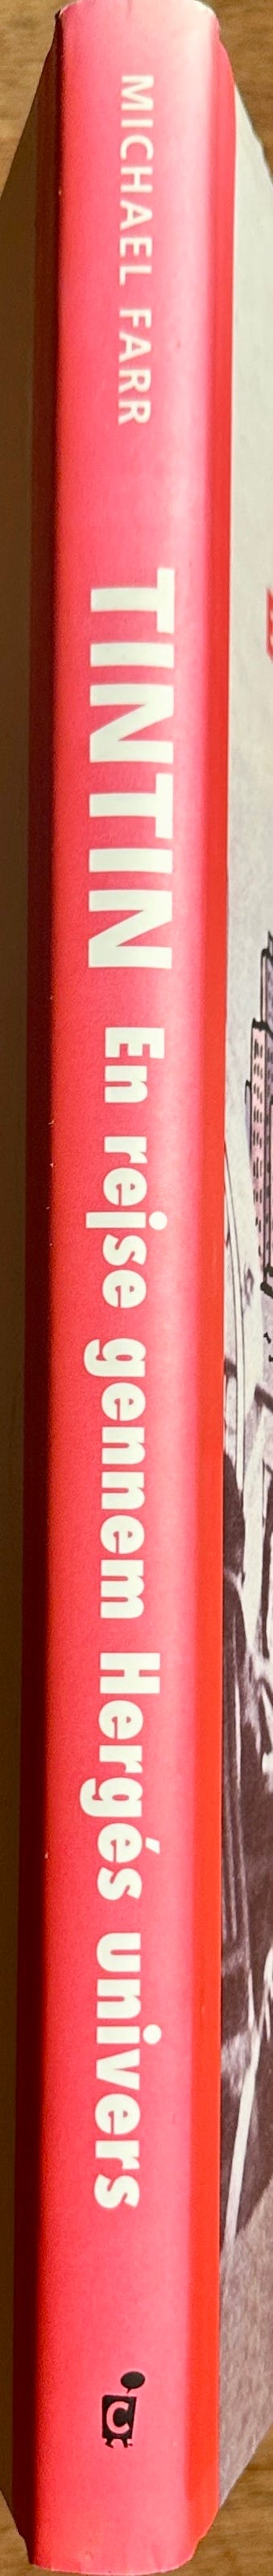 MICHAEL FARR
TINTIN En rejse gennem Hergés univers
C